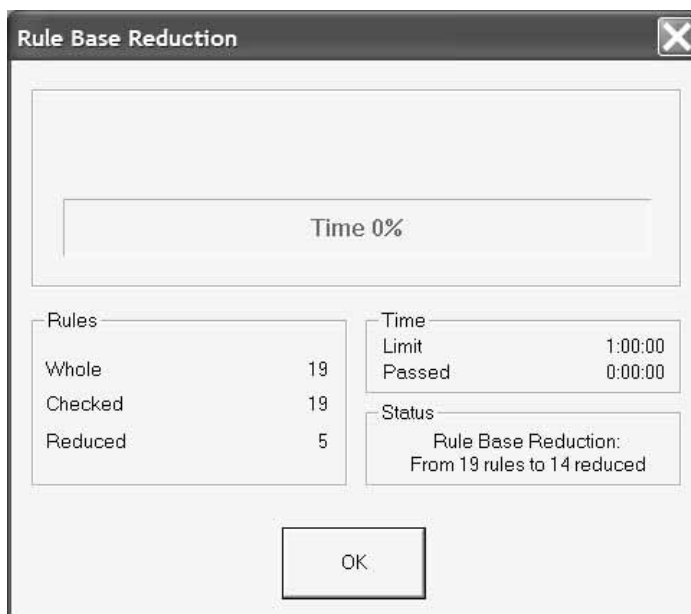 Rule Base Reduction
Time 0%
Rules
Whole 19
Checked 19
Reduced 5
Time
Limit 1:00:00
Passed 0:00:00
Status
Rule Base Reduction:
From 19 rules to 14 reduced
OK